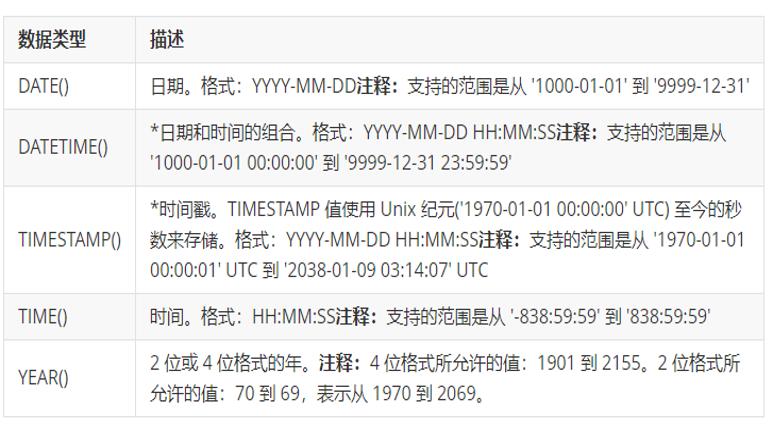 数据类型 描述
DATE() 日期。格式：YYYY-MM-DD注释：支持的范围是从 '1000-01-01' 到 '9999-12-31'
*日期和时间的组合。格式：YYYY-MM-DD HH:MM:SS注释：支持的范围是从
DATETIME()
'1000-01-01 00:00:00' 到 '9999-12-31 23:59:59'
*时间戳。TIMESTAMP 值使用 Unix 纪元('1970-01-01 00:00:00' UTC) 至今的秒
TIMESTAMP() 数来存储。格式：YYYY-MM-DD HH:MM:SS注释：支持的范围是从 '1970-01-01
00:00:01' UTC 到 '2038-01-09 03:14:07' UTC
TIME() 时间。格式：HH:MM:SS注释：支持的范围是从 '-838:59:59' 到 '838:59:59'
2 位或 4 位格式的年。注释：4 位格式所允许的值：1901 到 2155。2 位格式所
YEAR()
允许的值：70 到 69，表示从 1970 到 2069。